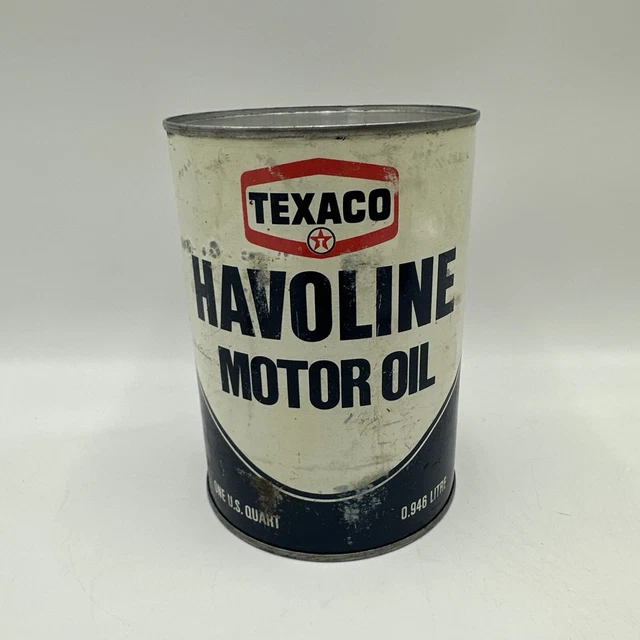 TEXACO
HAVOLINE
MOTOR OIL
ONE U.S. QUART
0.946 LITRE